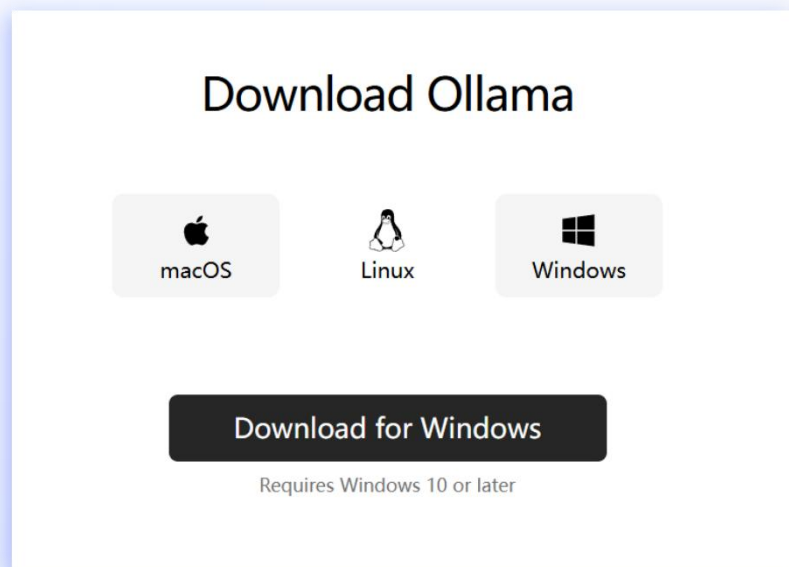 Download Ollama
macOS
Linux
Windows
Download for Windows
Requires Windows 10 or later